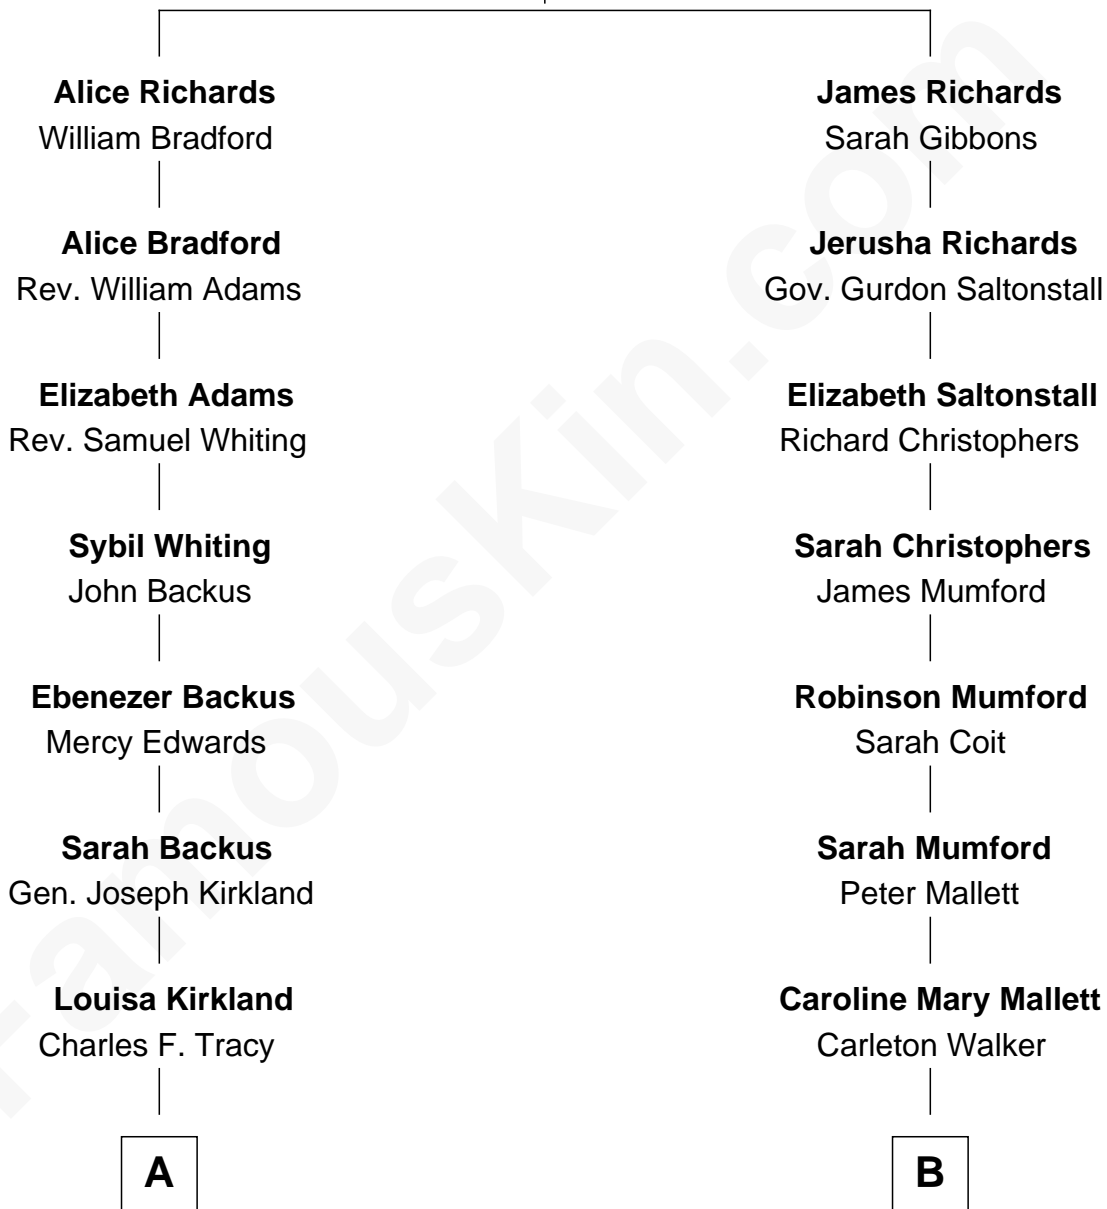 Alice Richards
William Bradford
Alice Bradford
Rev. William Adams
Elizabeth Adams
Rev. Samuel Whiting
Sybil Whiting
John Backus
Ebenezer Backus
Mercy Edwards
Sarah Backus
Gen. Joseph Kirkland
Louisa Kirkland
Charles F. Tracy
A
James Richards
Sarah Gibbons
Jerusha Richards
Gov. Gurdon Saltonstall
Elizabeth Saltonstall
Richard Christophers
Sarah Christophers
James Mumford
Robinson Mumford
Sarah Coit
Sarah Mumford
Peter Mallett
Caroline Mary Mallett
Carleton Walker
B
FamousKin.com